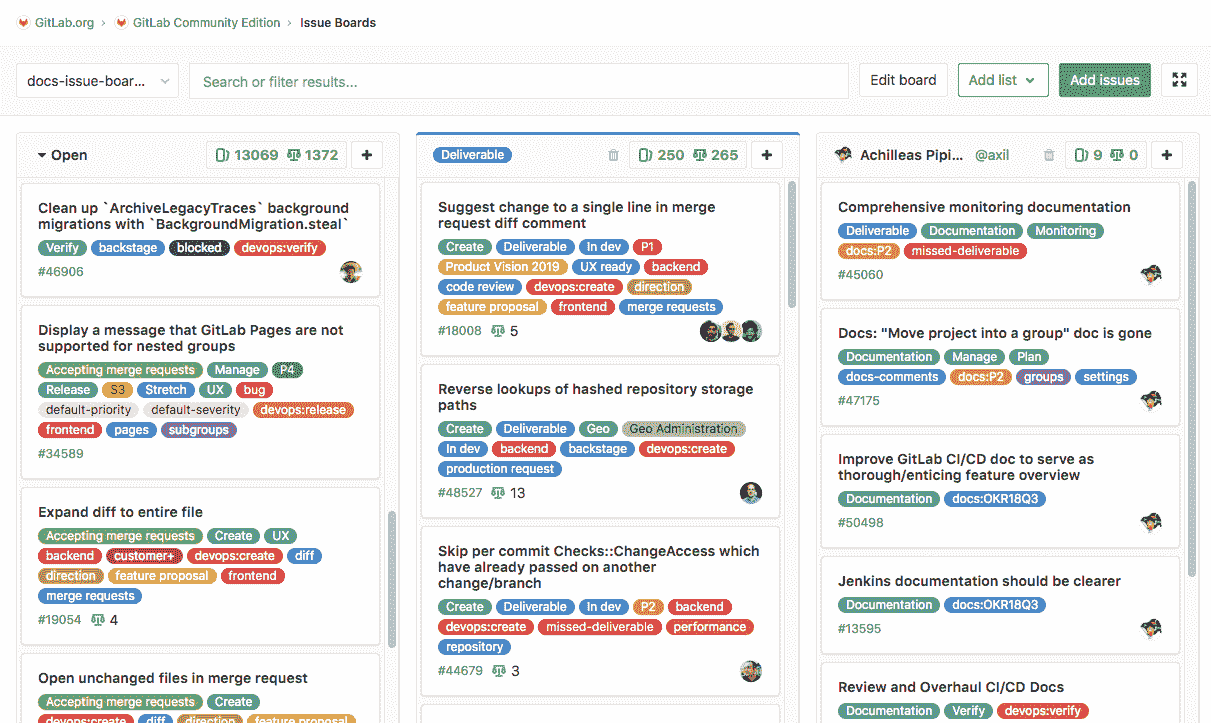 GitLab.org › GitLab Community Edition › Issue Boards
docs-issue-boar... Search or filter results... Edit board Add list Add issues
Open 13069 1372 +
Clean up `ArchiveLegacyTraces` background
migrations with `BackgroundMigration.steal`
Verify backstage blocked devops:verify
#46906
Display a message that GitLab Pages are not
supported for nested groups
Accepting merge requests Manage P4
Release S3 Stretch UX bug
default-priority default-severity devops:release
frontend pages subgroups
#34589
Expand diff to entire file
Accepting merge requests Create UX
backend customer+ devops:create diff
direction feature proposal frontend
merge requests
#19054 4
Open unchanged files in merge request
Accepting merge requests Create
devops:create diff direction feature proposal
Deliverable 250 265 +
Suggest change to a single line in merge
request diff comment
Create Deliverable In dev P1
Product Vision 2019 UX ready backend
code review devops:create direction
feature proposal frontend merge requests
#18008 5
Reverse lookups of hashed repository storage
paths
Create Deliverable Geo Geo Administration
In dev backend backstage devops:create
production request
#48527 13
Skip per commit Checks::ChangeAccess which
have already passed on another
change/branch
Create Deliverable In dev P2 backend
devops:create missed-deliverable performance
repository
#44679 3
Achilleas Pipi... @axil 9 0 +
Comprehensive monitoring documentation
Deliverable Documentation Monitoring
docs:P2 missed-deliverable
#45060
Docs: "Move project into a group" doc is gone
Documentation Manage Plan
docs-comments docs:P2 groups settings
#47175
Improve GitLab CI/CD doc to serve as
thorough/enticing feature overview
Documentation docs:OKR18Q3
#50498
Jenkins documentation should be clearer
Documentation docs:OKR18Q3
#13595
Review and Overhaul CI/CD Docs
Documentation Verify devops:verify